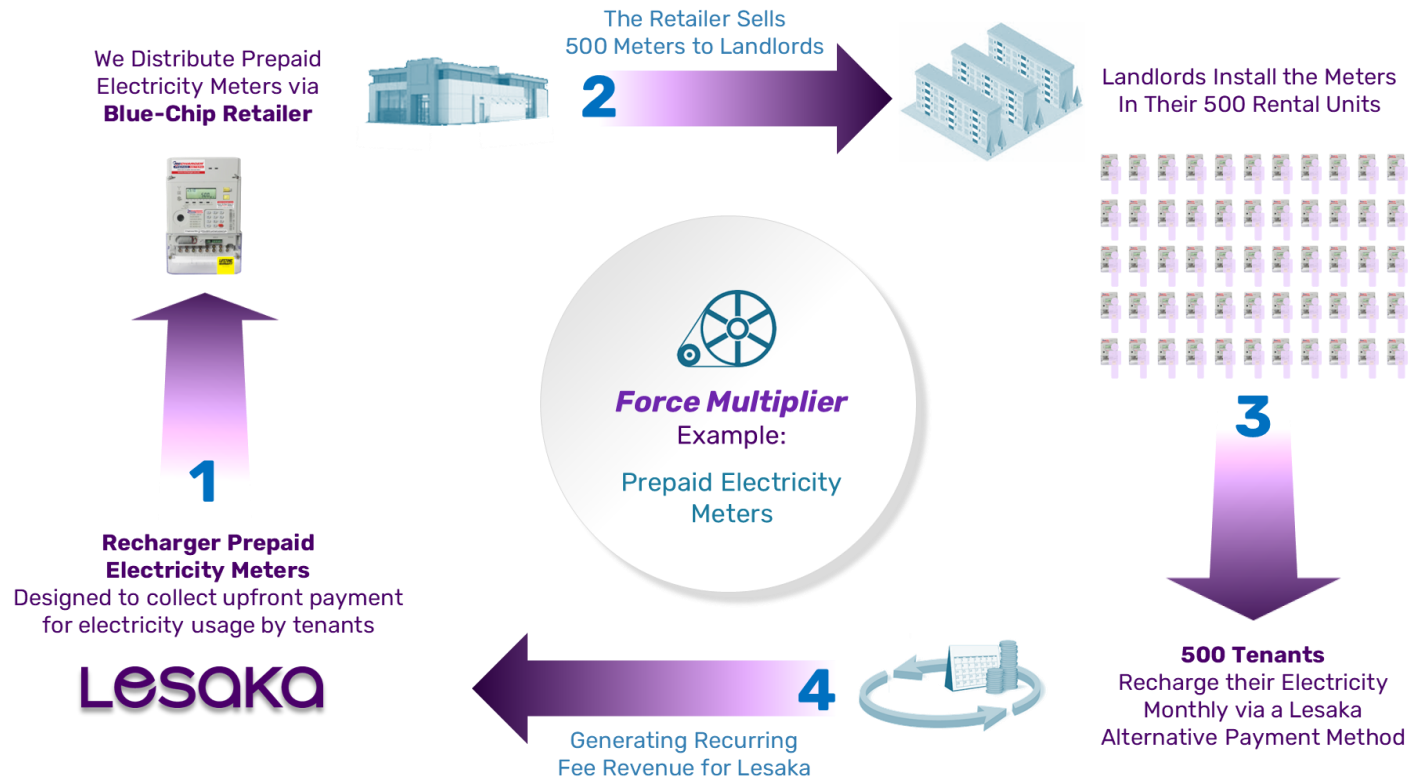 We Distribute Prepaid
Electricity Meters via
Blue-Chip Retailer
The Retailer Sells
500 Meters to Landlords
2
Landlords Install the Meters
In Their 500 Rental Units
3
500 Tenants
Recharge their Electricity
Monthly via a Lesaka
Alternative Payment Method
4
Generating Recurring
Fee Revenue for Lesaka
1
Recharger Prepaid
Electricity Meters
Designed to collect upfront payment
for electricity usage by tenants
Lesaka
Force Multiplier
Example:
Prepaid Electricity
Meters